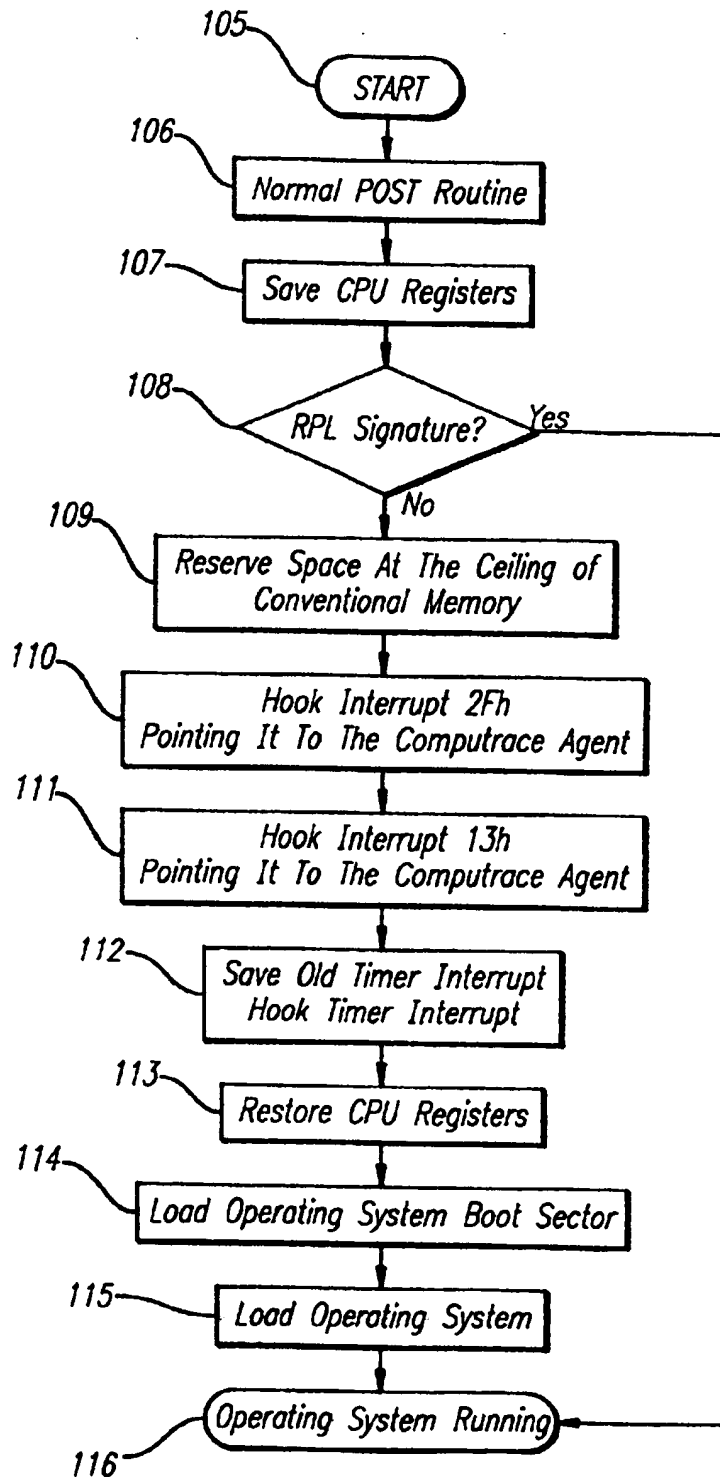 105
START
106
Normal POST Routine
107
Save CPU Registers
108
RPL Signature?
Yes
No
109
Reserve Space At The Ceiling of
Conventional Memory
110
Hook Interrupt 2Fh
Pointing It To The Computrace Agent
111
Hook Interrupt 13h
Pointing It To The Computrace Agent
112
Save Old Timer Interrupt
Hook Timer Interrupt
113
Restore CPU Registers
114
Load Operating System Boot Sector
115
Load Operating System
Operating System Running
116